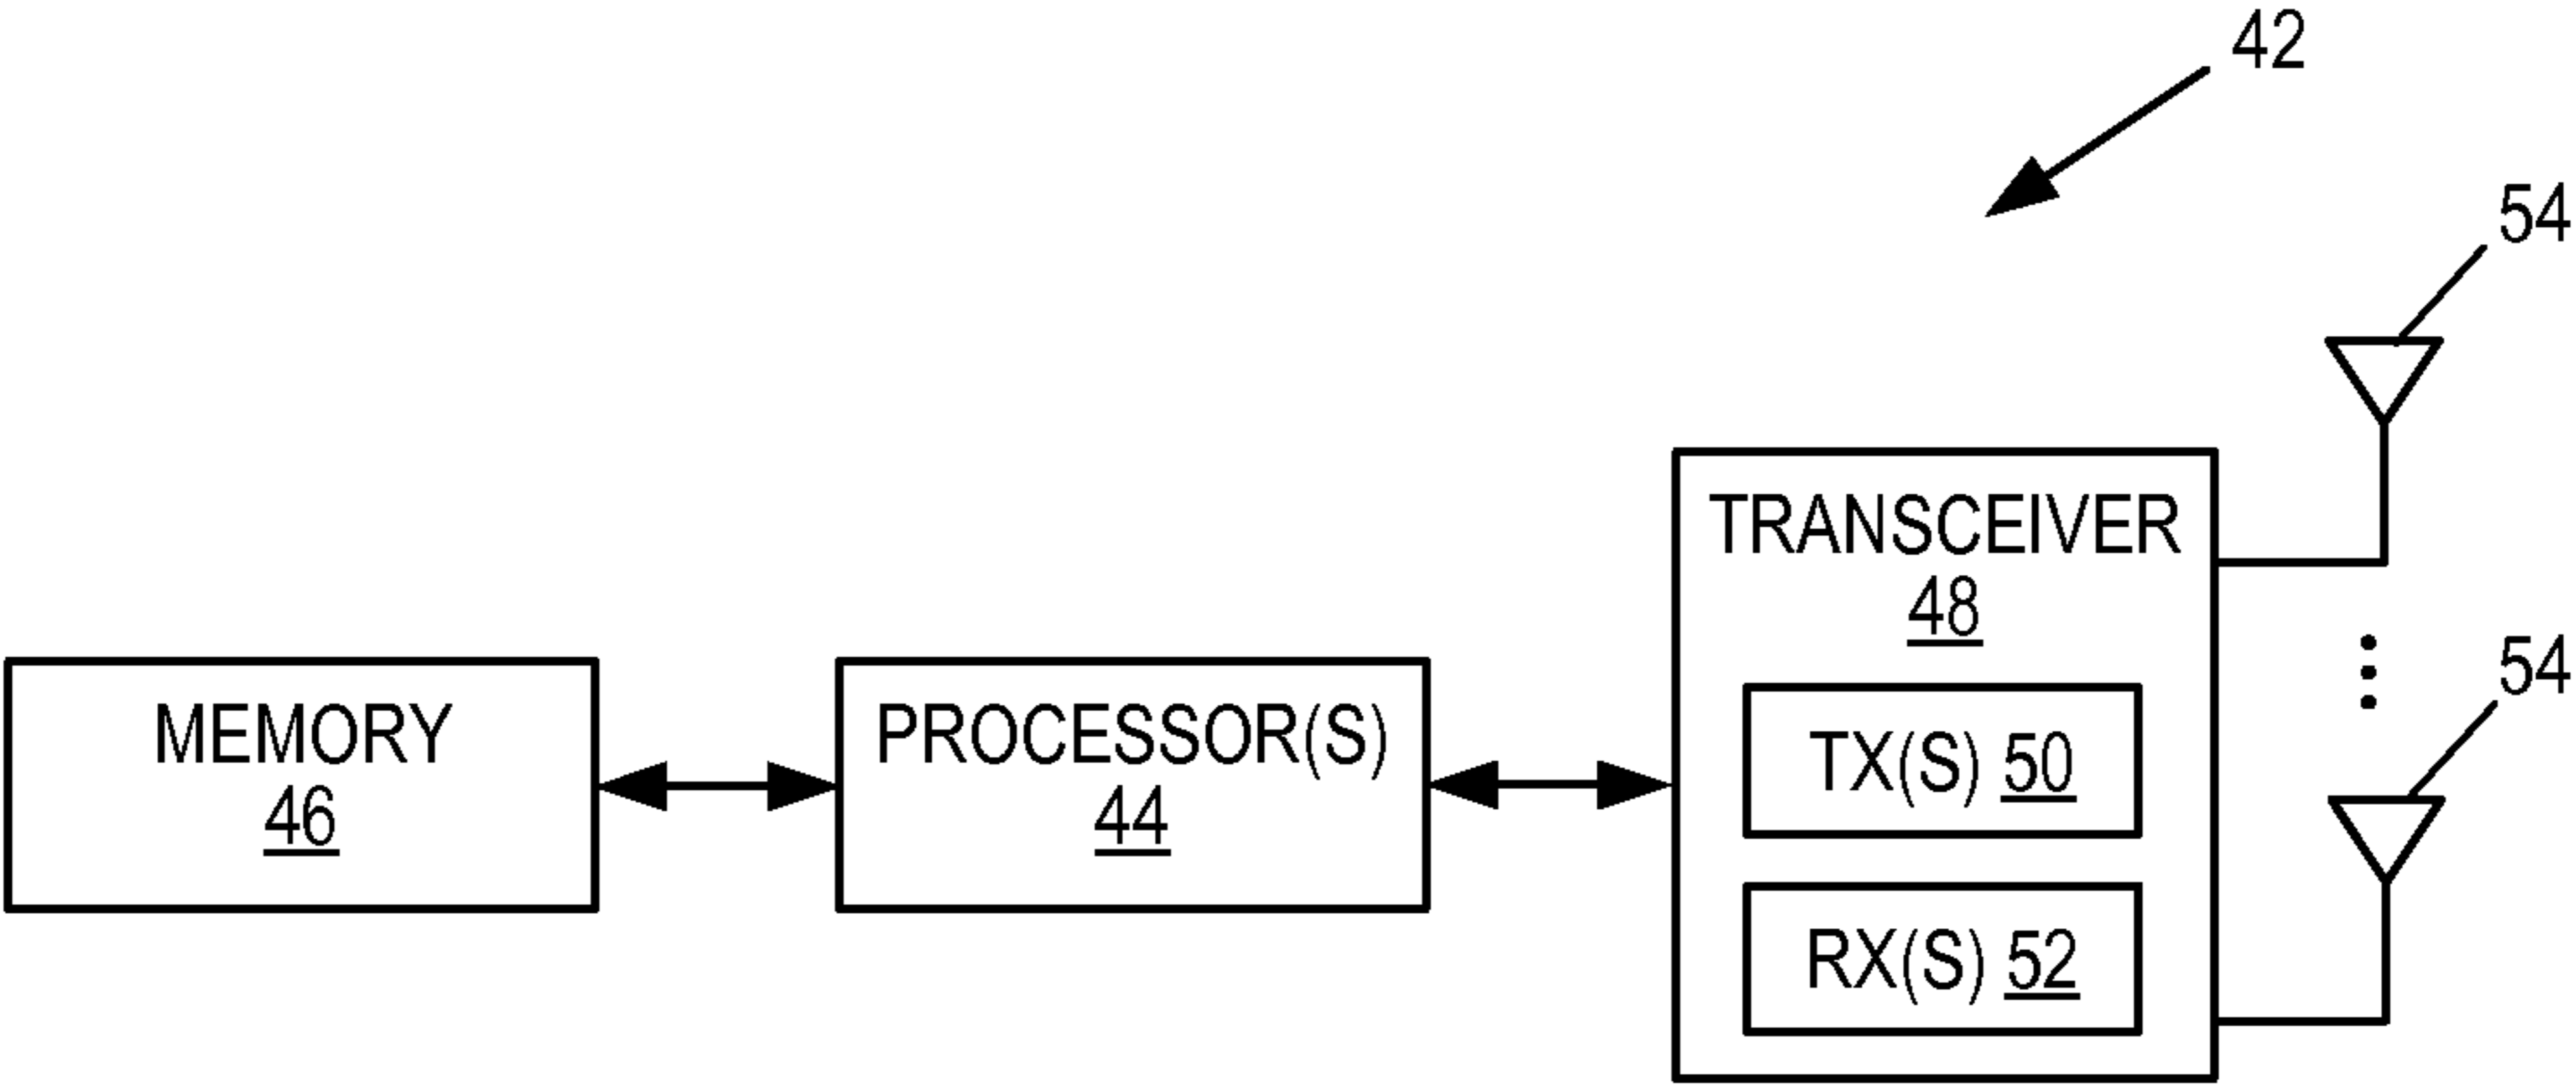 42
54
TRANSCEIVER
48
54
MEMORY
46
PROCESSOR(S)
44
TX(S) 50
RX(S) 52